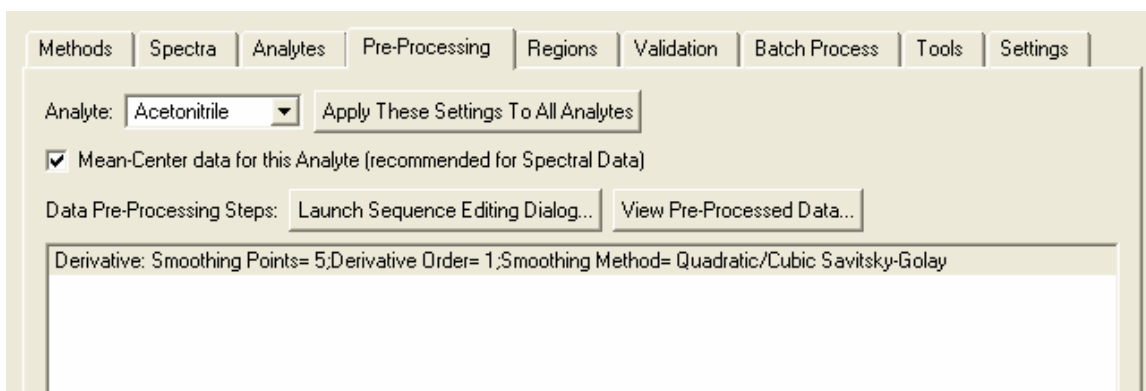 Methods Spectra Analytes Pre-Processing Regions Validation Batch Process Tools Settings
Analyte: Acetonitrile Apply These Settings To All Analytes
Mean-Center data for this Analyte (recommended for Spectral Data)
Data Pre-Processing Steps: Launch Sequence Editing Dialog... View Pre-Processed Data...
Derivative: Smoothing Points= 5;Derivative Order= 1;Smoothing Method= Quadratic/Cubic Savitsky-Golay